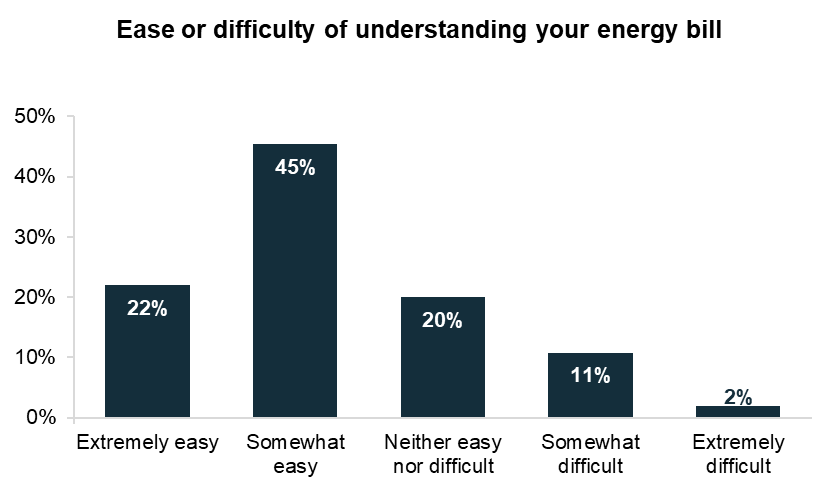 Ease or difficulty of understanding your energy bill
50%
40%
30%
20%
10%
0%
22%
45%
20%
11%
2%
Extremely easy
Somewhat
easy
Neither easy
nor difficult
Somewhat
difficult
Extremely
difficult